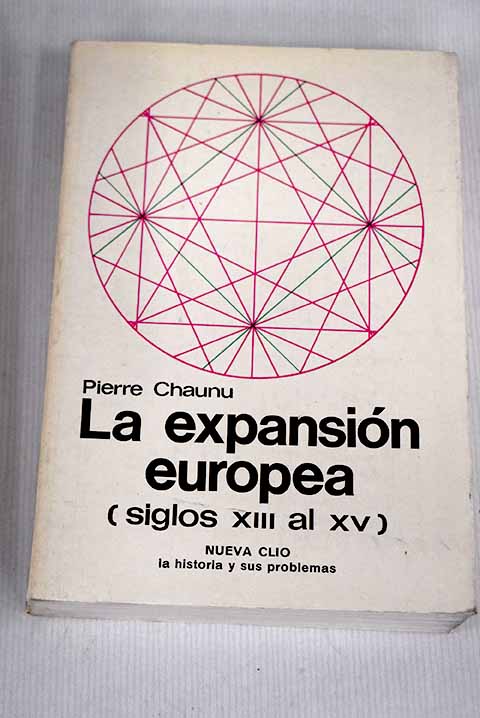 Pierre Chaunu
La expansión
europea
( siglos XIII al XV )
NUEVA CLIO
la historia y sus problemas